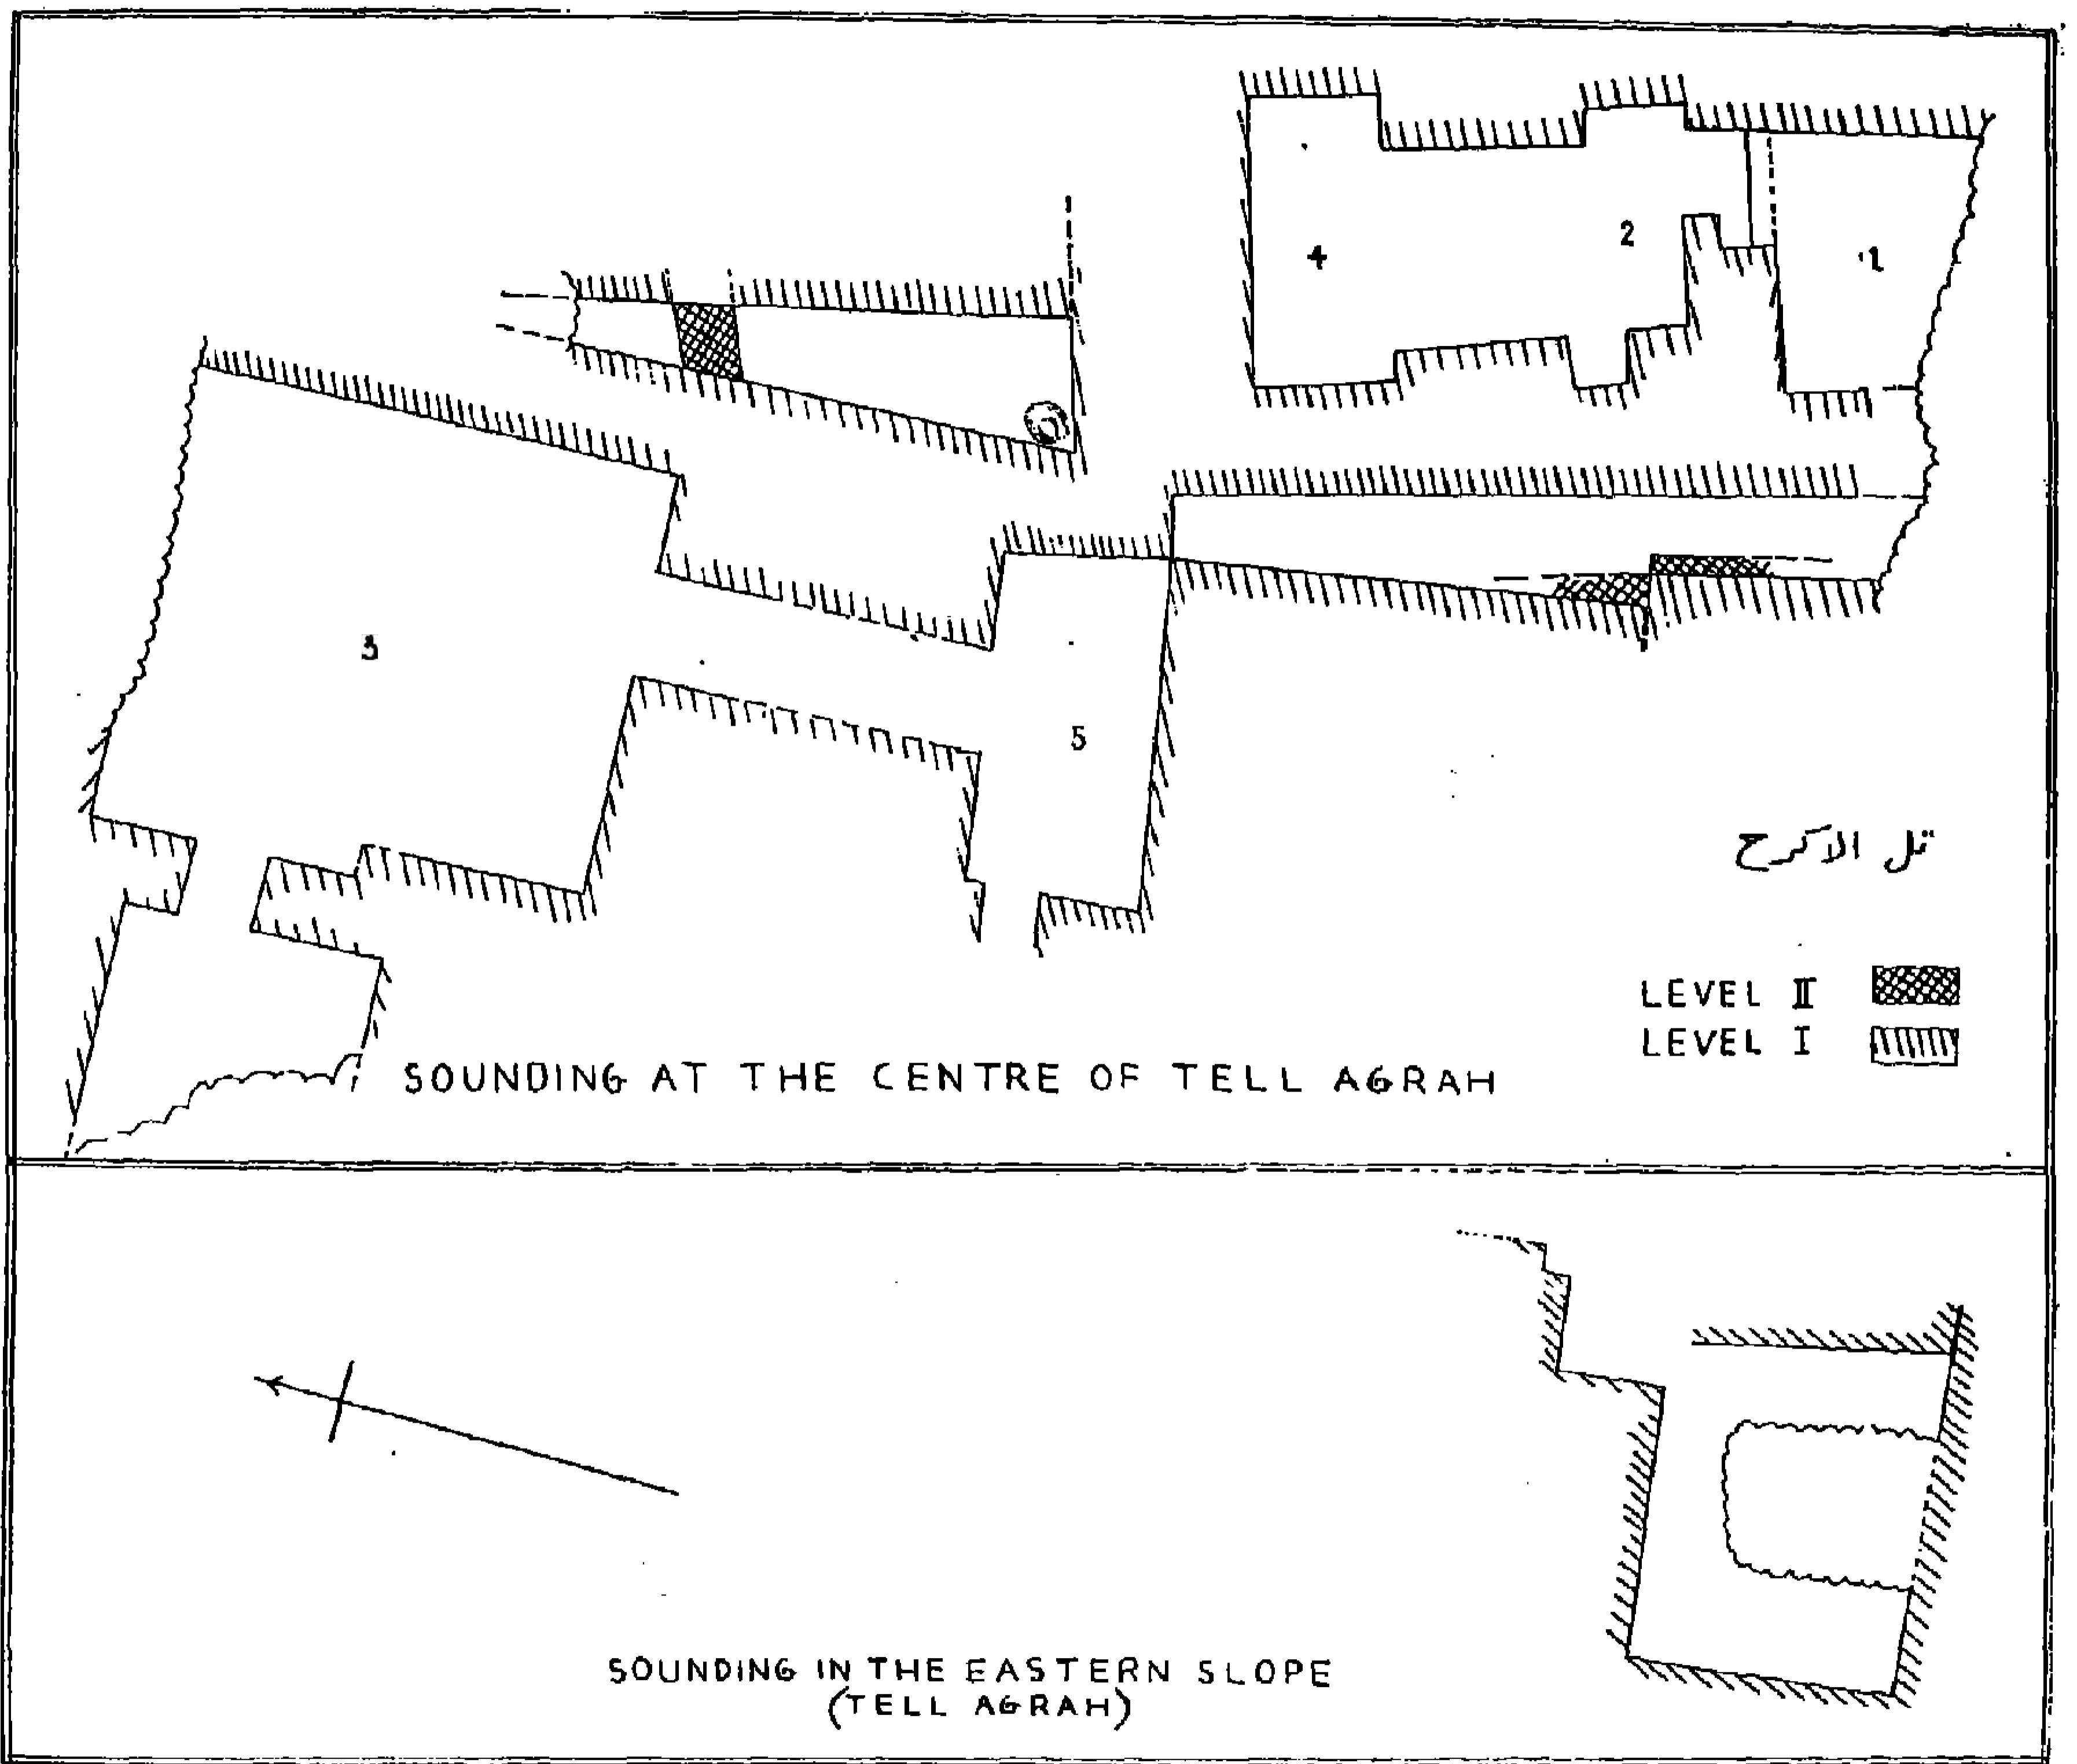 4
2
1
3
5
تل الاكرح
LEVEL II
LEVEL I
SOUNDING AT THE CENTRE OF TELL AGRAH
SOUNDING IN THE EASTERN SLOPE
(TELL AGRAH)